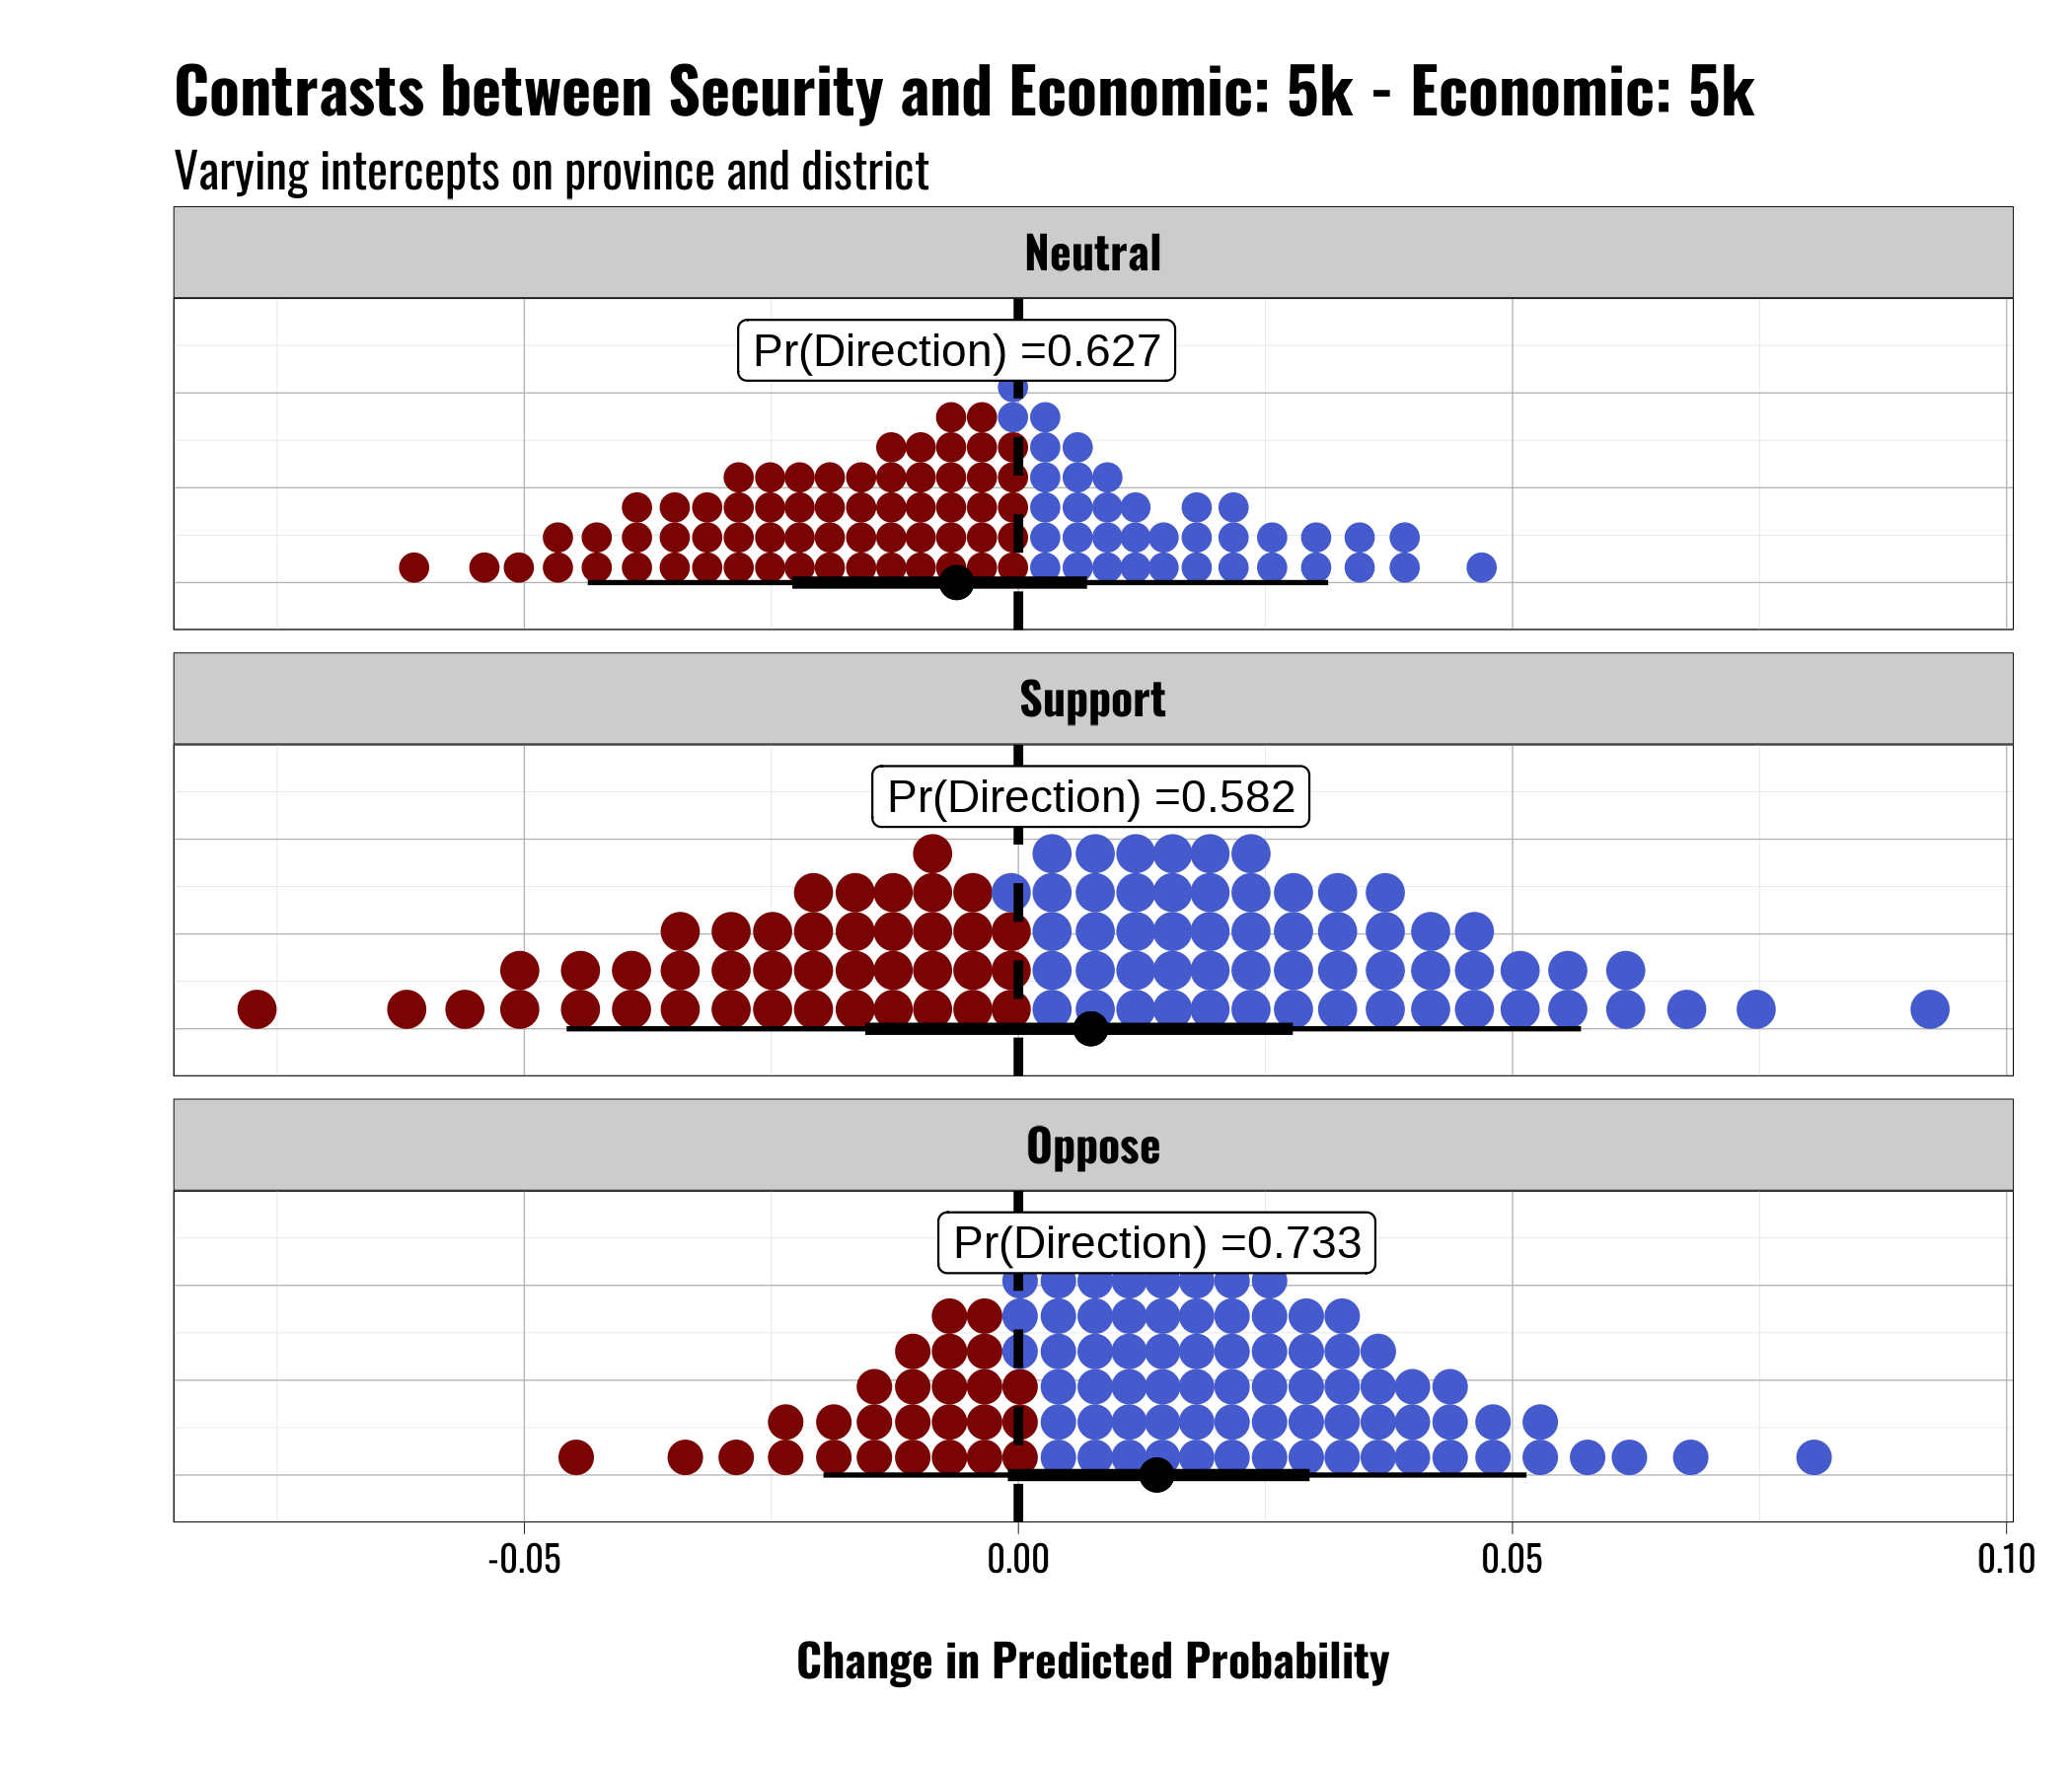 Contrasts between Security and Economic: 5k - Economic: 5k
Varying intercepts on province and district
Neutral
Pr(Direction) =0.627
Support
Pr(Direction) =0.582
Oppose
Pr(Direction) =0.733
-0.05 0.00 0.05 0.10
Change in Predicted Probability